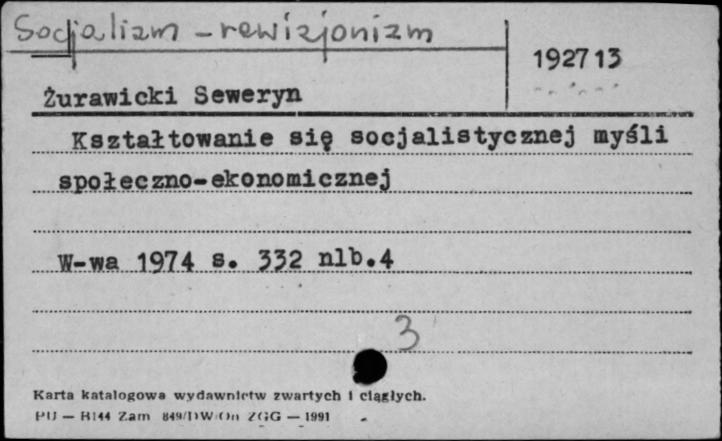 Socjalizm - rewizjonizm
192713
Żurawicki Seweryn
Kształtowanie się socjalistycznej myśli
społeczno-ekonomicznej
W-wa 1974 s. 332 nlb.4
3
Karta katalogowa wydawnictw zwartych i ciągłych.
PU — R144 Zam 849/DW/On ZGG — 1991